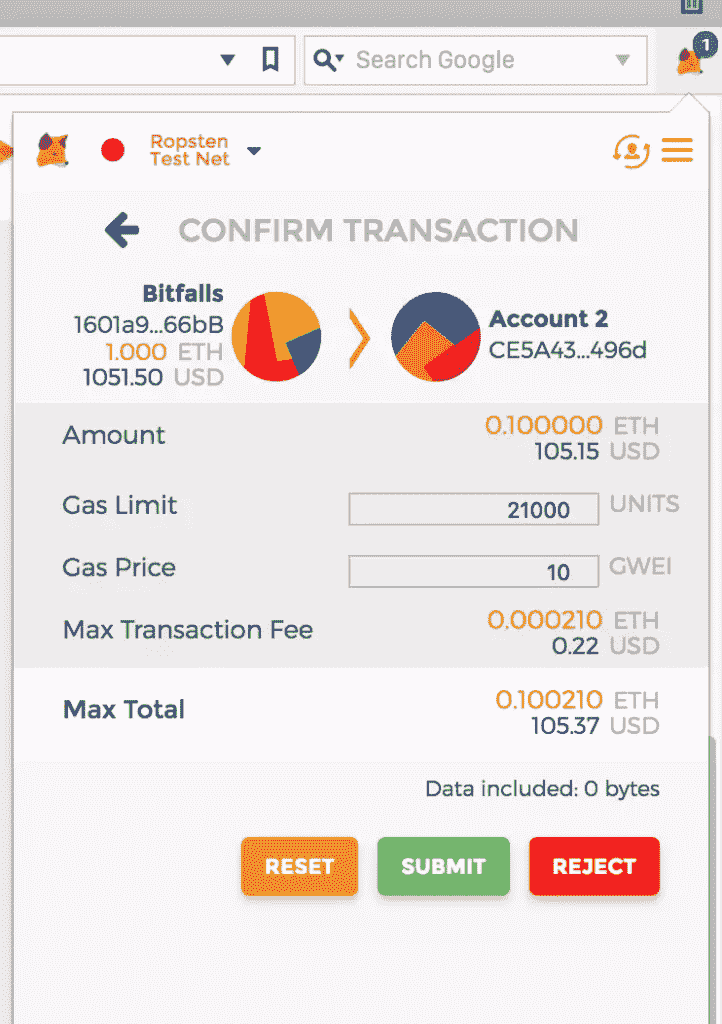 Search Google
1
Ropsten
Test Net
CONFIRM TRANSACTION
Bitfalls
1601a9...66bB
1.000 ETH
1051.50 USD
Account 2
CE5A43...496d
Amount
0.100000 ETH
105.15 USD
Gas Limit
21000 UNITS
Gas Price
10 GWEI
Max Transaction Fee
0.000210 ETH
0.22 USD
Max Total
0.100210 ETH
105.37 USD
Data included: 0 bytes
RESET SUBMIT REJECT